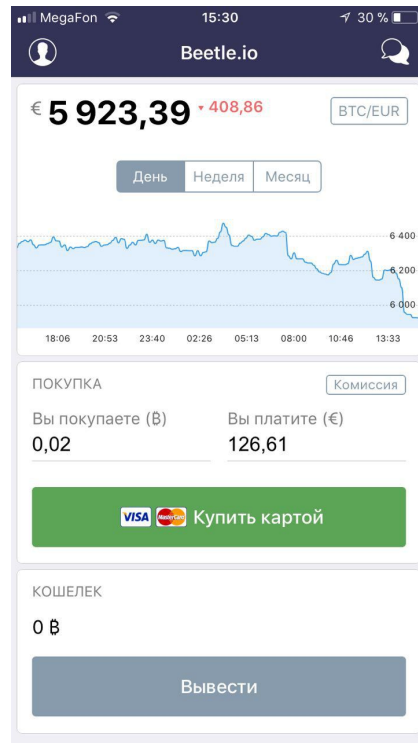 MegaFon 15:30 30 %
Beetle.io
€ 5 923,39 408,86 BTC/EUR
День Неделя Месяц
6 400
6 200
6 000
18:06 20:53 23:40 02:26 05:13 08:00 10:46 13:33
ПОКУПКА Комиссия
Вы покупаете (₿) Вы платите (€)
0,02 126,61
VISA MasterCard Купить картой
КОШЕЛЕК
0 ₿
Вывести